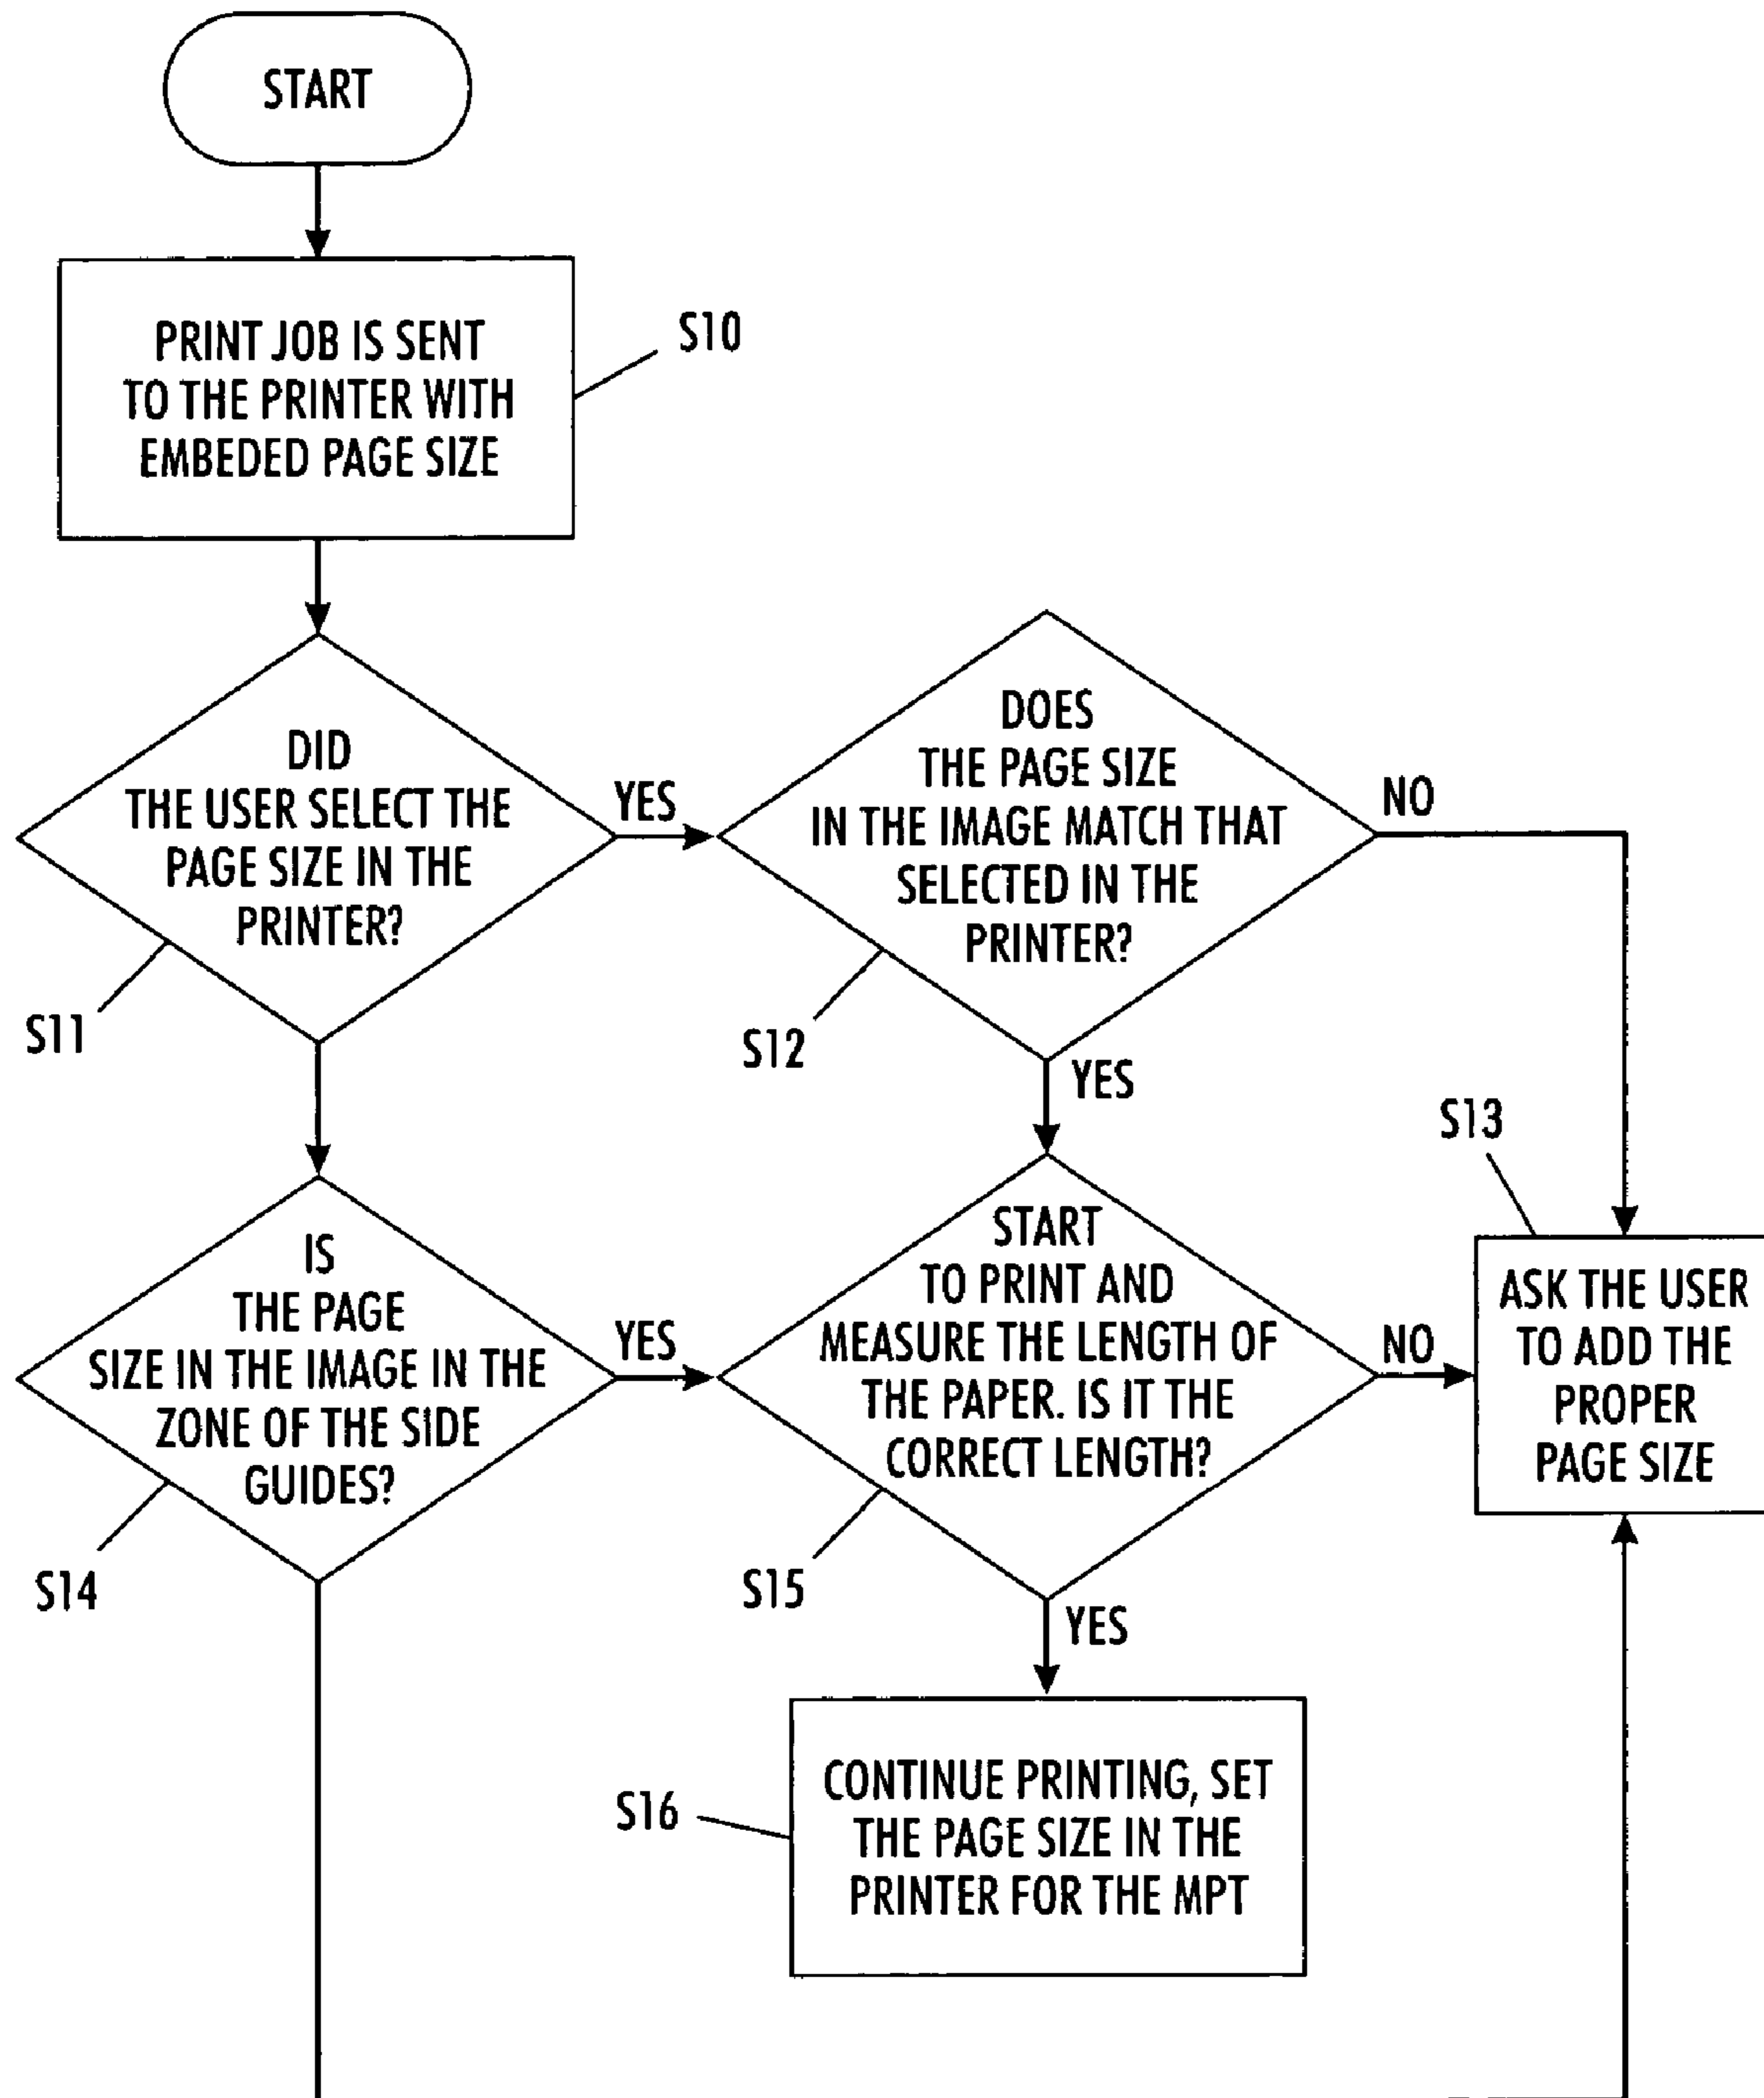 START
PRINT JOB IS SENT
TO THE PRINTER WITH
EMBEDED PAGE SIZE
S10
DID
THE USER SELECT THE
PAGE SIZE IN THE
PRINTER?
S11
YES
DOES
THE PAGE SIZE
IN THE IMAGE MATCH THAT
SELECTED IN THE
PRINTER?
S12
NO
YES
S13
ASK THE USER
TO ADD THE
PROPER
PAGE SIZE
IS
THE PAGE
SIZE IN THE IMAGE IN THE
ZONE OF THE SIDE
GUIDES?
S14
YES
START
TO PRINT AND
MEASURE THE LENGTH OF
THE PAPER. IS IT THE
CORRECT LENGTH?
S15
NO
YES
S16
CONTINUE PRINTING, SET
THE PAGE SIZE IN THE
PRINTER FOR THE MPT